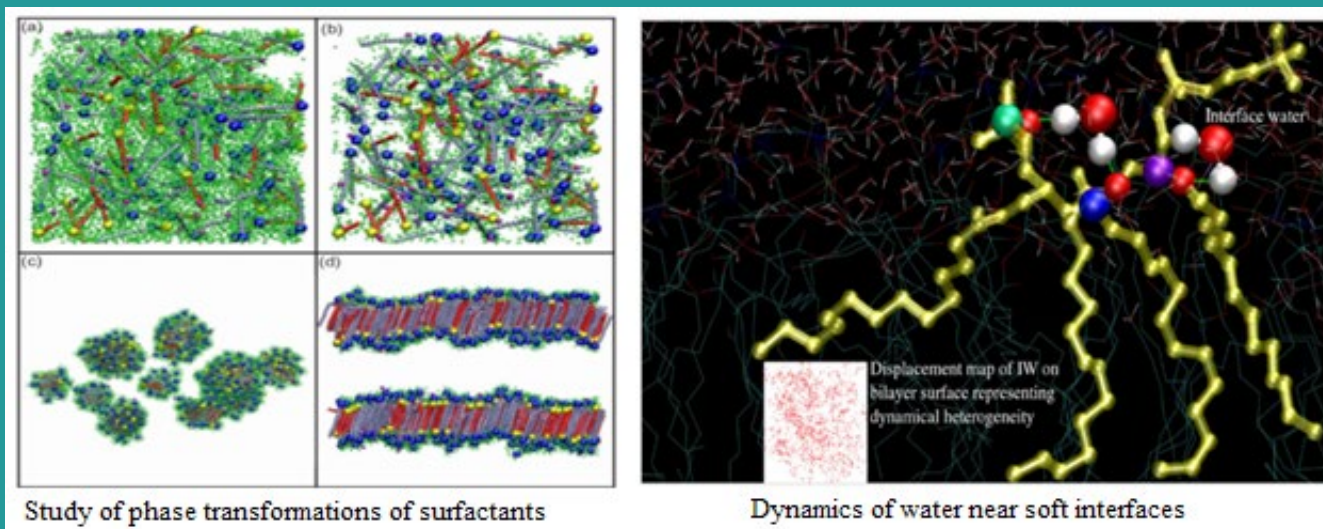 (a)
(b)
(c)
(d)
Interface water
Displacement map of IW on
bilayer surface representing
dynamical heterogeneity
Study of phase transformations of surfactants
Dynamics of water near soft interfaces